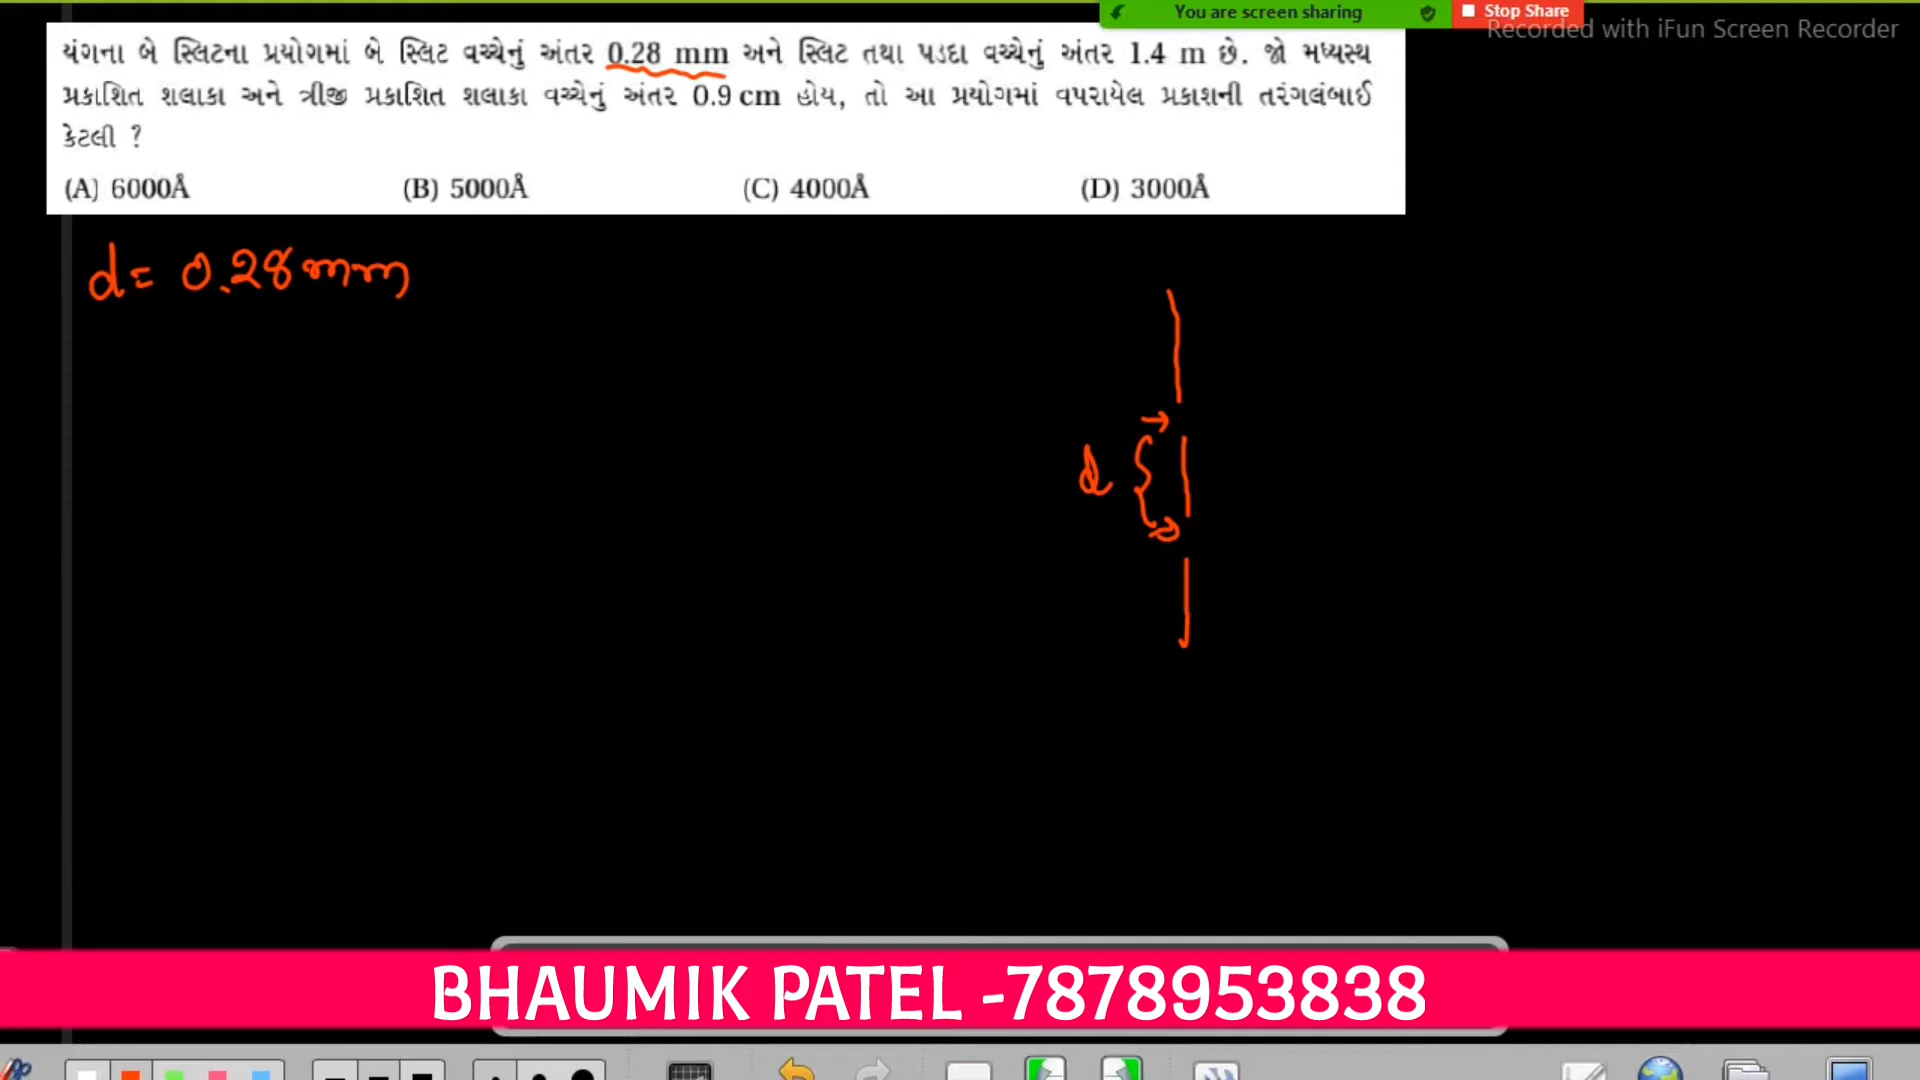 You are screen sharing
Stop Share
Recorded with iFun Screen Recorder
યંગના બે સ્લિટના પ્રયોગમાં બે સ્લિટ વચ્ચેનું અંતર 0.28 mm અને સ્લિટ તથા પડદા વચ્ચેનું અંતર 1.4 m છે. જો મધ્યસ્થ
પ્રકાશિત શલાકા અને ત્રીજી પ્રકાશિત શલાકા વચ્ચેનું અંતર 0.9 cm હોય, તો આ પ્રયોગમાં વપરાયેલ પ્રકાશની તરંગલંબાઈ
કેટલી ?
(A) 6000Å (B) 5000Å (C) 4000Å (D) 3000Å
d = 0.28mm
d
BHAUMIK PATEL -7878953838